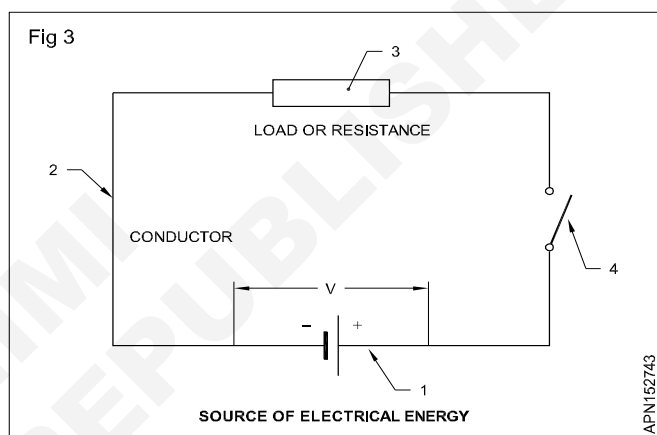 Fig 3
3
LOAD OR RESISTANCE
2
CONDUCTOR
4
V
- +
1
SOURCE OF ELECTRICAL ENERGY
APN152743